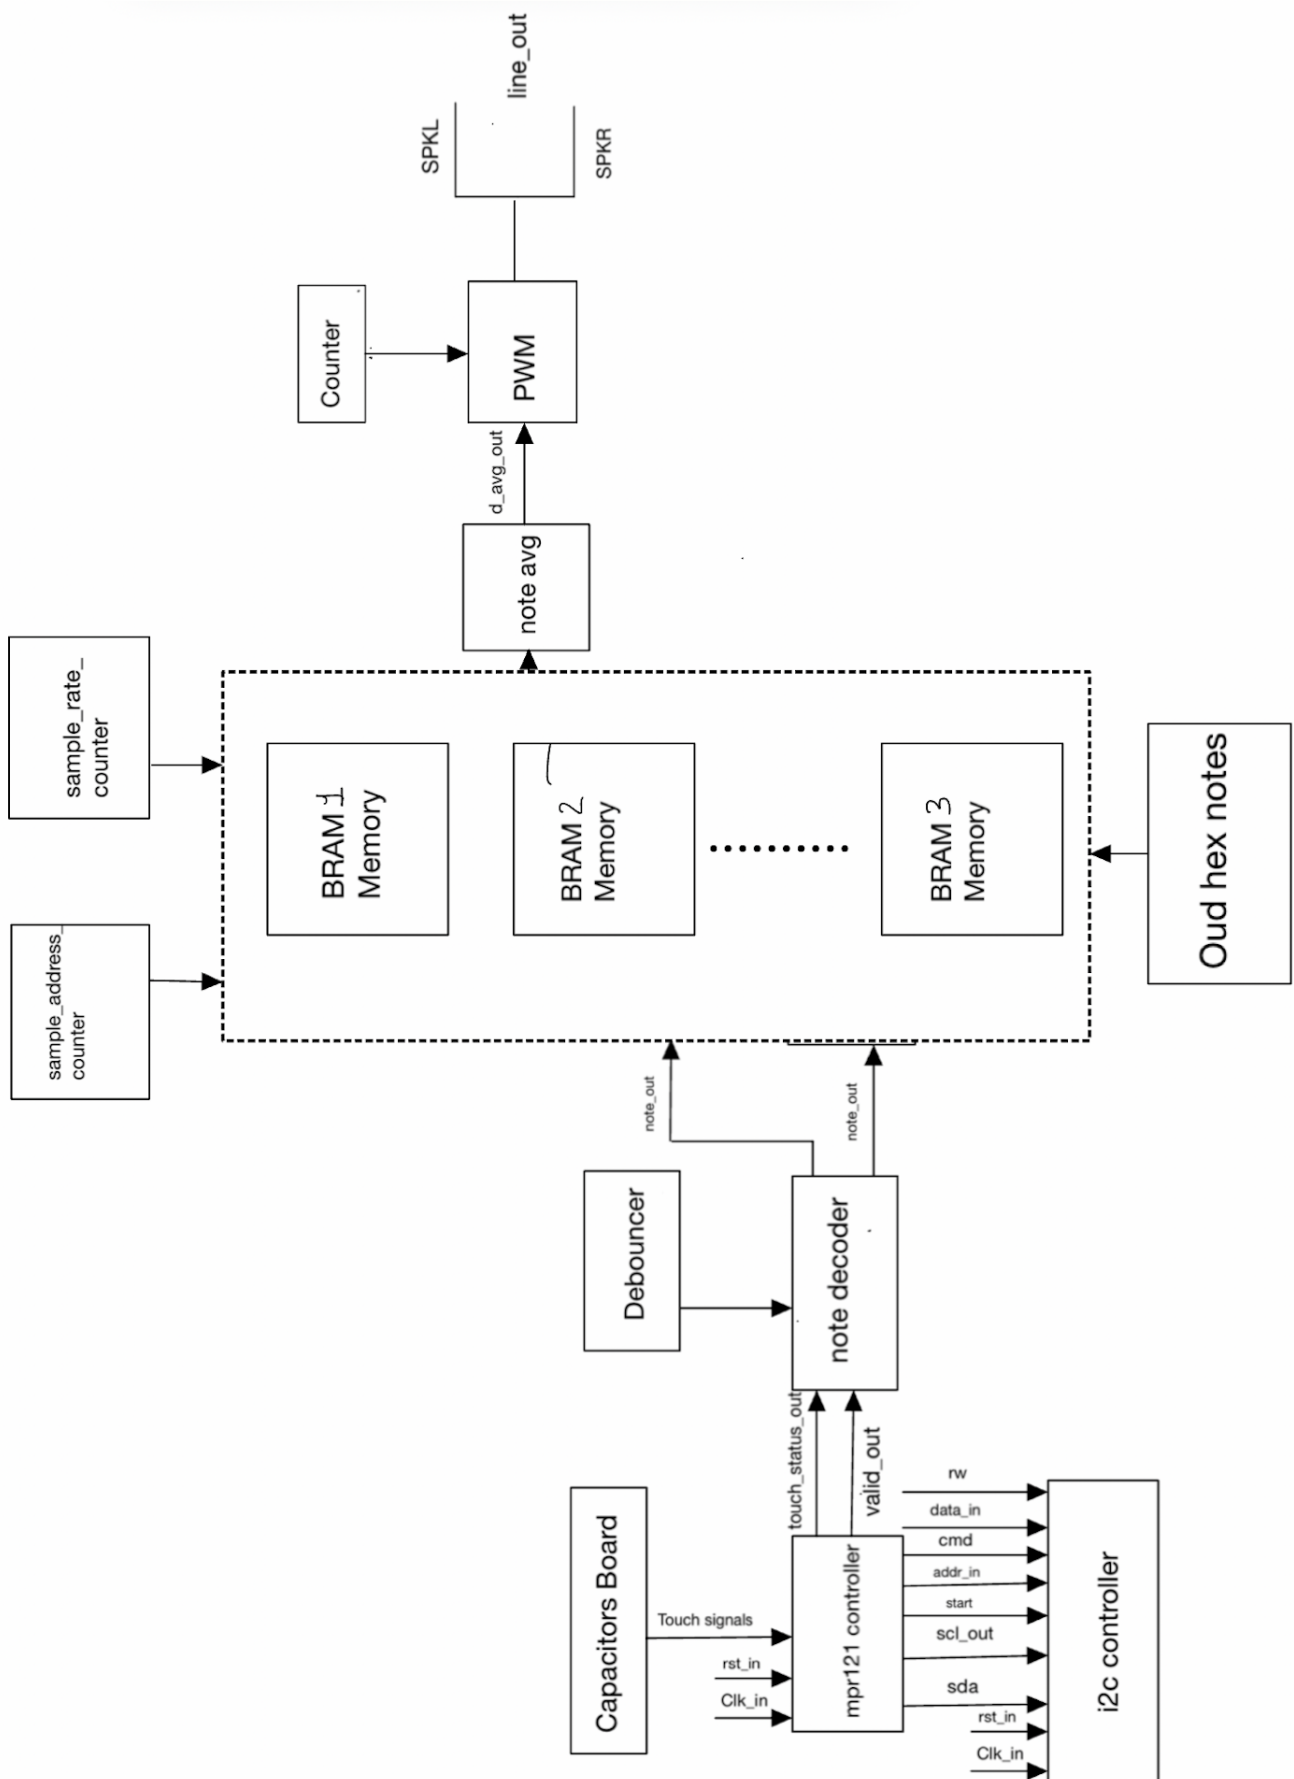 line_out
SPKL
SPKR
Counter
PWM
d_avg_out
note avg
sample_rate_
counter
sample_address_
counter
BRAM 1
Memory
BRAM 2
Memory
BRAM 3
Memory
Oud hex notes
note_out
note_out
Debouncer
note decoder
touch_status_out
valid_out
Capacitors Board
Touch signals
rst_in
Clk_in
mpr121 controller
rw
data_in
cmd
addr_in
start
scl_out
sda
rst_in
Clk_in
i2c controller